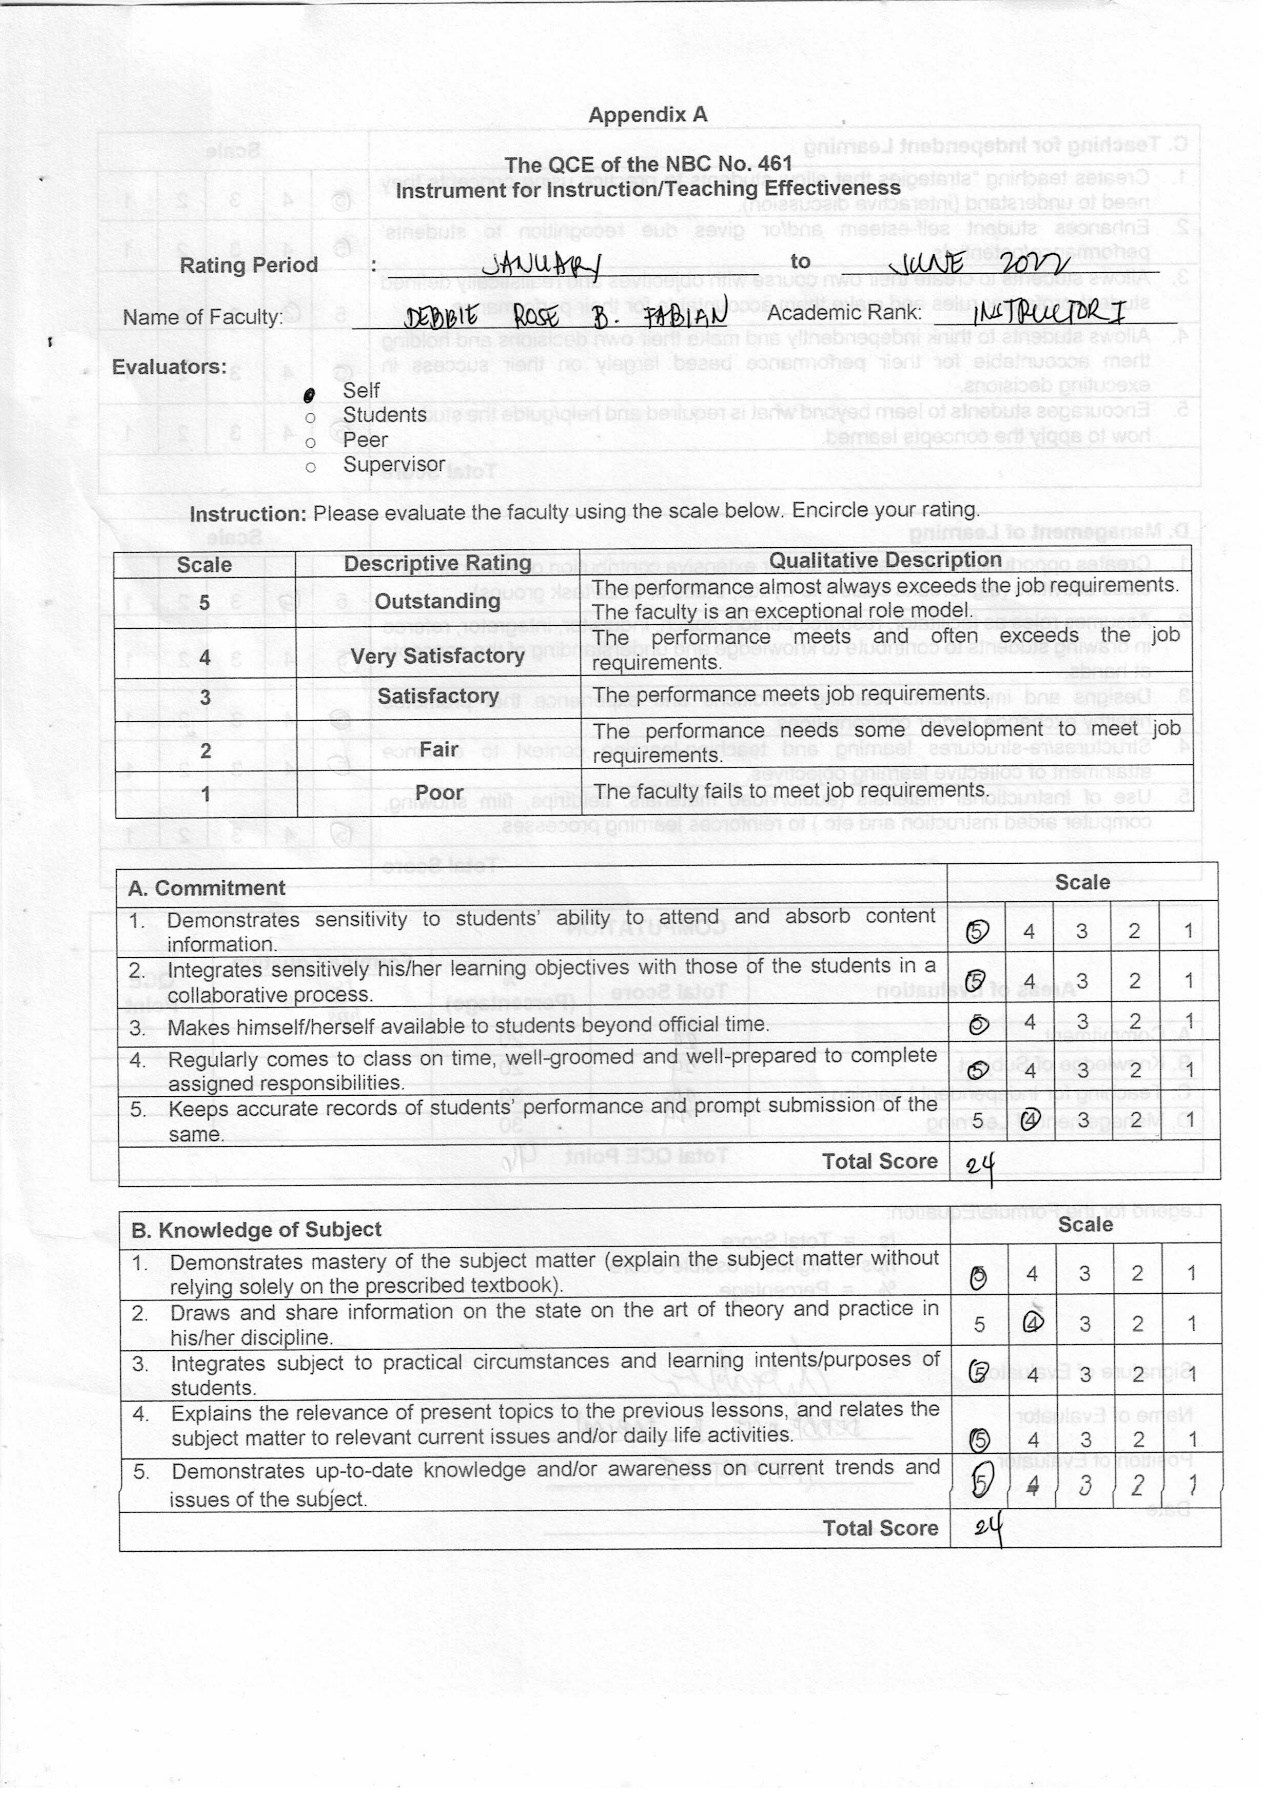 Appendix A
The QCE of the NBC No. 461
Instrument for Instruction/Teaching Effectiveness
Rating Period : JANUARY to JUNE 2022
Name of Faculty: DEBBIE ROSE B. FABIAN Academic Rank: INSTRUCTOR I
Evaluators:
Self
Students
Peer
Supervisor
Instruction: Please evaluate the faculty using the scale below. Encircle your rating.
Scale Descriptive Rating Qualitative Description
5 Outstanding The performance almost always exceeds the job requirements.
The faculty is an exceptional role model.
4 Very Satisfactory The performance meets and often exceeds the job
requirements.
3 Satisfactory The performance meets job requirements.
2 Fair The performance needs some development to meet job
requirements.
1 Poor The faculty fails to meet job requirements.
A. Commitment Scale
1. Demonstrates sensitivity to students' ability to attend and absorb content
information. 5 4 3 2 1
2. Integrates sensitively his/her learning objectives with those of the students in a
collaborative process. 5 4 3 2 1
3. Makes himself/herself available to students beyond official time. 5 4 3 2 1
4. Regularly comes to class on time, well-groomed and well-prepared to complete
assigned responsibilities. 5 4 3 2 1
5. Keeps accurate records of students' performance and prompt submission of the
same. 5 4 3 2 1
Total Score 24
B. Knowledge of Subject Scale
1. Demonstrates mastery of the subject matter (explain the subject matter without
relying solely on the prescribed textbook). 5 4 3 2 1
2. Draws and share information on the state on the art of theory and practice in
his/her discipline. 5 4 3 2 1
3. Integrates subject to practical circumstances and learning intents/purposes of
students. 5 4 3 2 1
4. Explains the relevance of present topics to the previous lessons, and relates the
subject matter to relevant current issues and/or daily life activities. 5 4 3 2 1
5. Demonstrates up-to-date knowledge and/or awareness on current trends and
issues of the subject. 5 4 3 2 1
Total Score 24